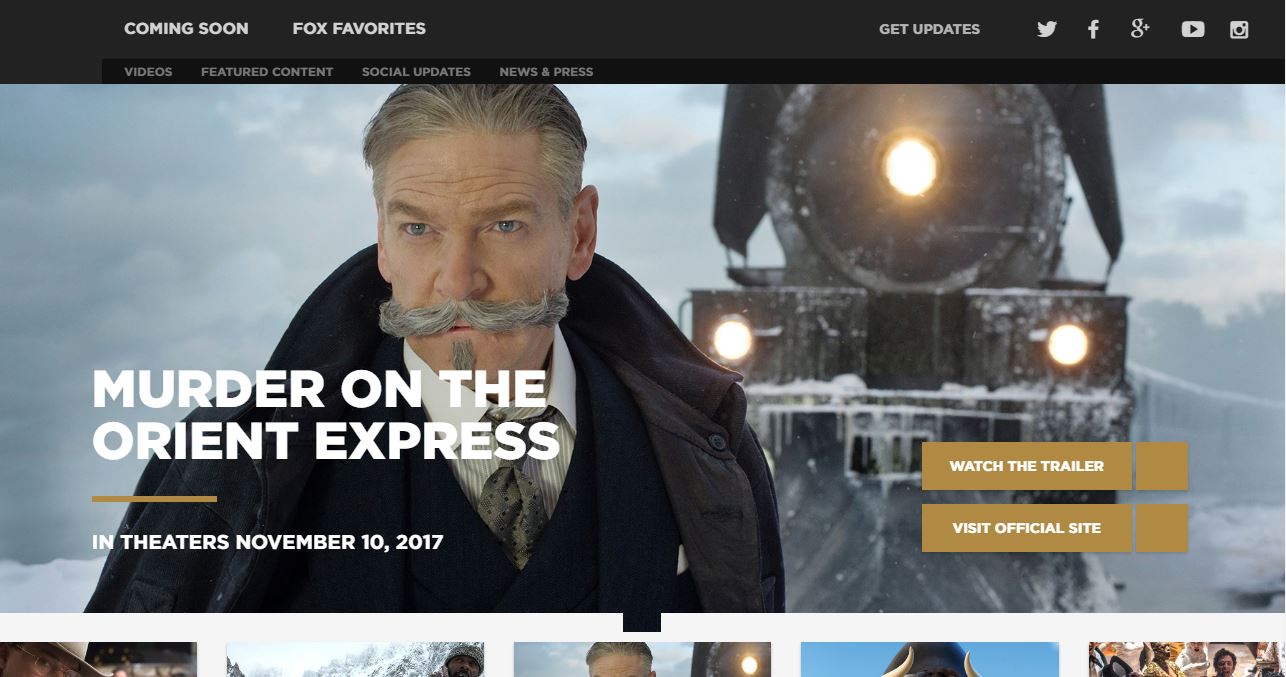 COMING SOON FOX FAVORITES GET UPDATES
VIDEOS FEATURED CONTENT SOCIAL UPDATES NEWS & PRESS
MURDER ON THE
ORIENT EXPRESS
WATCH THE TRAILER
VISIT OFFICIAL SITE
IN THEATERS NOVEMBER 10, 2017